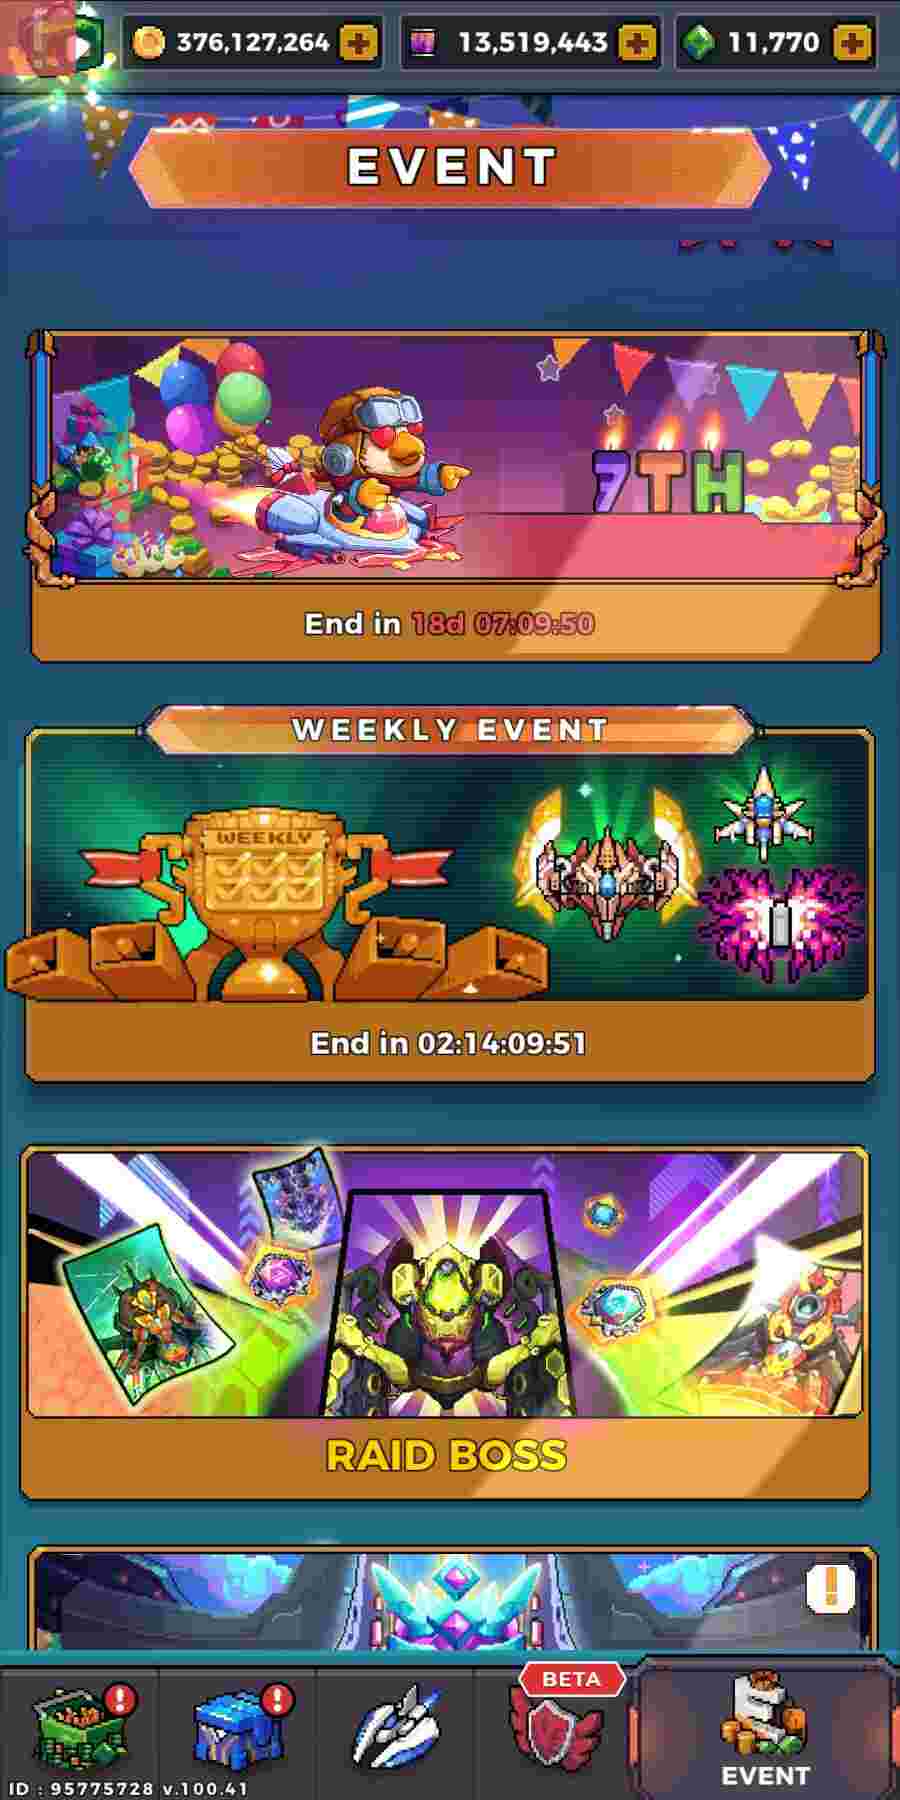 376,127,264
13,519,443
11,770
EVENT
7TH
End in 18d 07:09:50
WEEKLY EVENT
WEEKLY
End in 02:14:09:51
RAID BOSS
BETA
EVENT
ID : 95775728 v.100.41